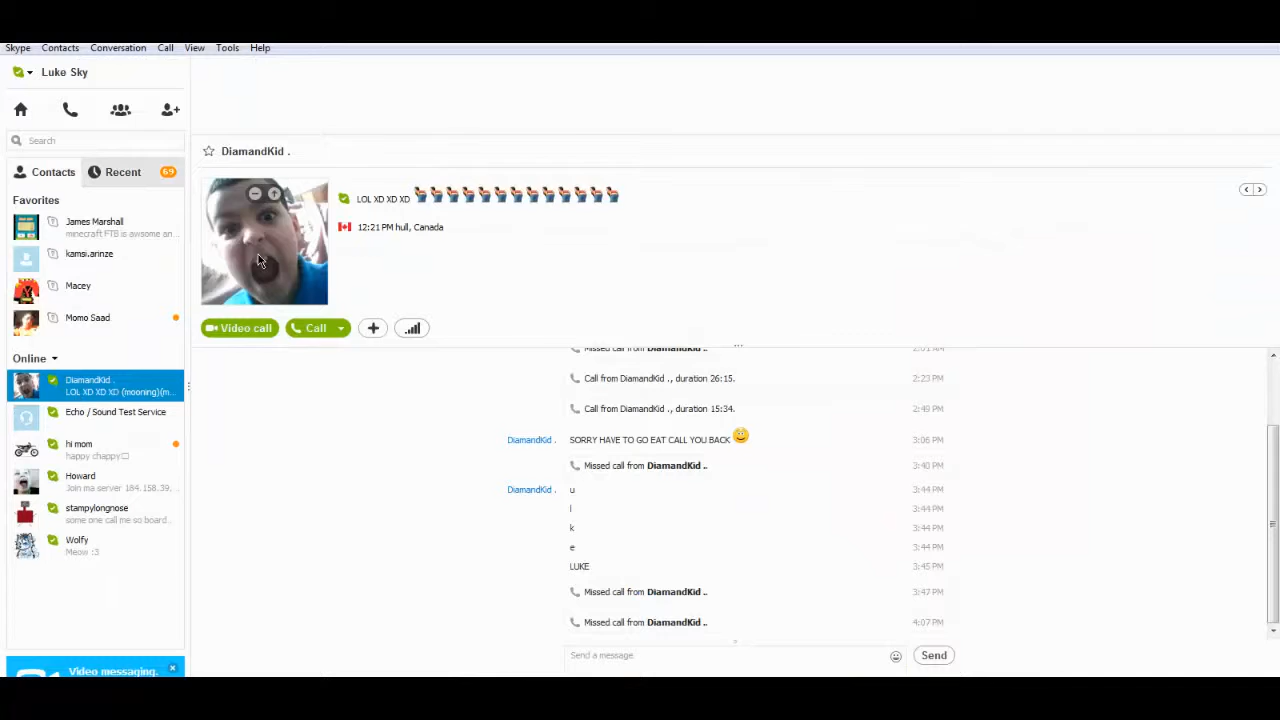 Skype Contacts Conversation Call View Tools Help
Luke Sky
Search
Contacts Recent 69
Favorites
James Marshall
minecraft FTB is awsome an...
kamsi.arinze
Macey
Momo Saad
Online
DiamandKid .
LOL XD XD XD (mooning)(m...
Echo / Sound Test Service
hi mom
happy chappy
Howard
Join ma server 184.158.39,...
stampylongnose
some one call me so board...
Wolfy
Meow :3
Video messaging.
DiamandKid .
LOL XD XD XD
12:21 PM hull, Canada
Video call Call
Missed call from DiamandKid .. 2:01 AM
Call from DiamandKid ., duration 26:15. 2:23 PM
Call from DiamandKid ., duration 15:34. 2:49 PM
DiamandKid . SORRY HAVE TO GO EAT CALL YOU BACK 3:06 PM
Missed call from DiamandKid .. 3:40 PM
DiamandKid . u 3:44 PM
l 3:44 PM
k 3:44 PM
e 3:44 PM
LUKE 3:45 PM
Missed call from DiamandKid .. 3:47 PM
Missed call from DiamandKid .. 4:07 PM
Send a message Send